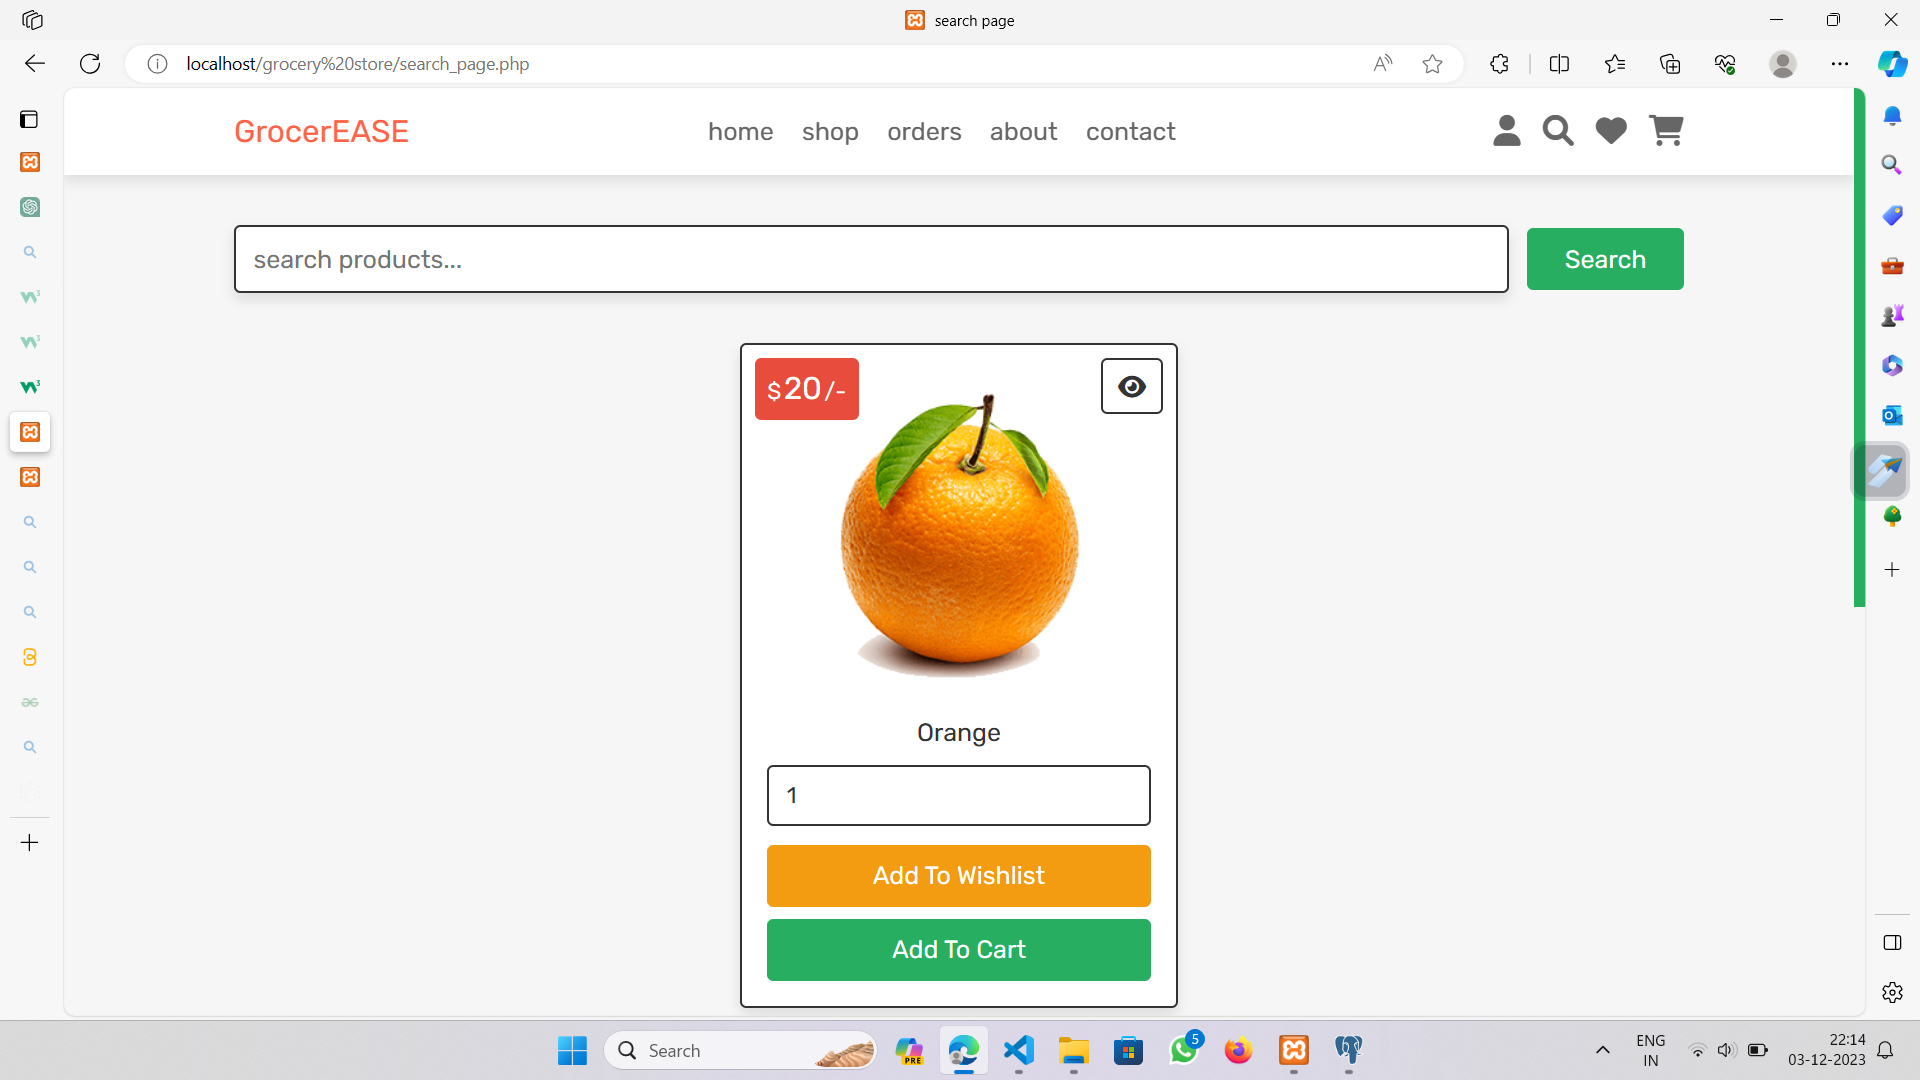 search page
localhost/grocery%20store/search_page.php
GrocerEASE
home shop orders about contact
search products...
Search
$20/-
Orange
1
Add To Wishlist
Add To Cart
Search
PRE
5
ENG
IN
22:14
03-12-2023